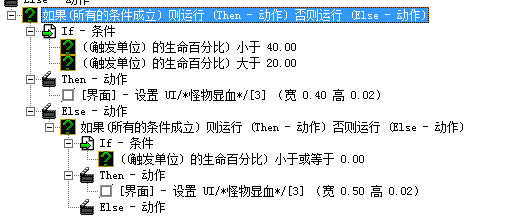 Else - 动作
如果(所有的条件成立) 则运行 (Then - 动作) 否则运行 (Else - 动作)
If - 条件
((触发单位) 的生命百分比) 小于 40.00
((触发单位) 的生命百分比) 大于 20.00
Then - 动作
[界面] - 设置 UI/*怪物显血*/[3] (宽 0.40 高 0.02)
Else - 动作
如果(所有的条件成立) 则运行 (Then - 动作) 否则运行 (Else - 动作)
If - 条件
((触发单位) 的生命百分比) 小于或等于 0.00
Then - 动作
[界面] - 设置 UI/*怪物显血*/[3] (宽 0.50 高 0.02)
Else - 动作